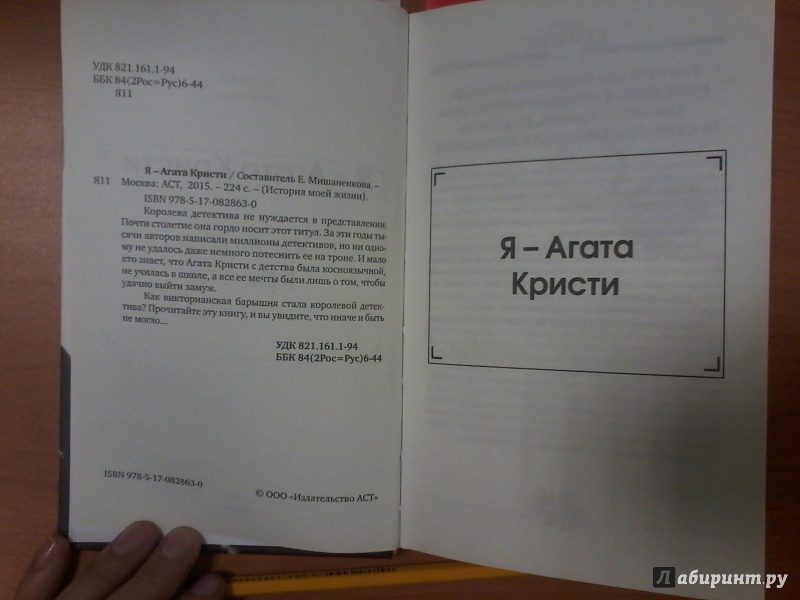 УДК 821.161.1-94
ББК 84(2Рос=Рус)6-44
Я11
Я – Агата Кристи / Составитель Е. Мишаненкова. –
Я11 Москва: АСТ, 2015. – 224 с. – (История моей жизни).
ISBN 978-5-17-082863-0
Королева детектива не нуждается в представлении.
Почти столетие она гордо носит этот титул. За эти годы ты-
сячи авторов написали миллионы детективов, но ни одно-
му не удалось даже немного потеснить ее на троне. И мало
кто знает, что Агата Кристи с детства была косноязычной,
не училась в школе, а все ее мечты были лишь о том, чтобы
удачно выйти замуж.
Как викторианская барышня стала королевой детек-
тива? Прочитайте эту книгу, и вы увидите, что иначе и быть
не могло...
УДК 821.161.1-94
ББК 84(2Рос=Рус)6-44
ISBN 978-5-17-082863-0
© ООО «Издательство АСТ»
Я – Агата
Кристи
Лабиринт.ру